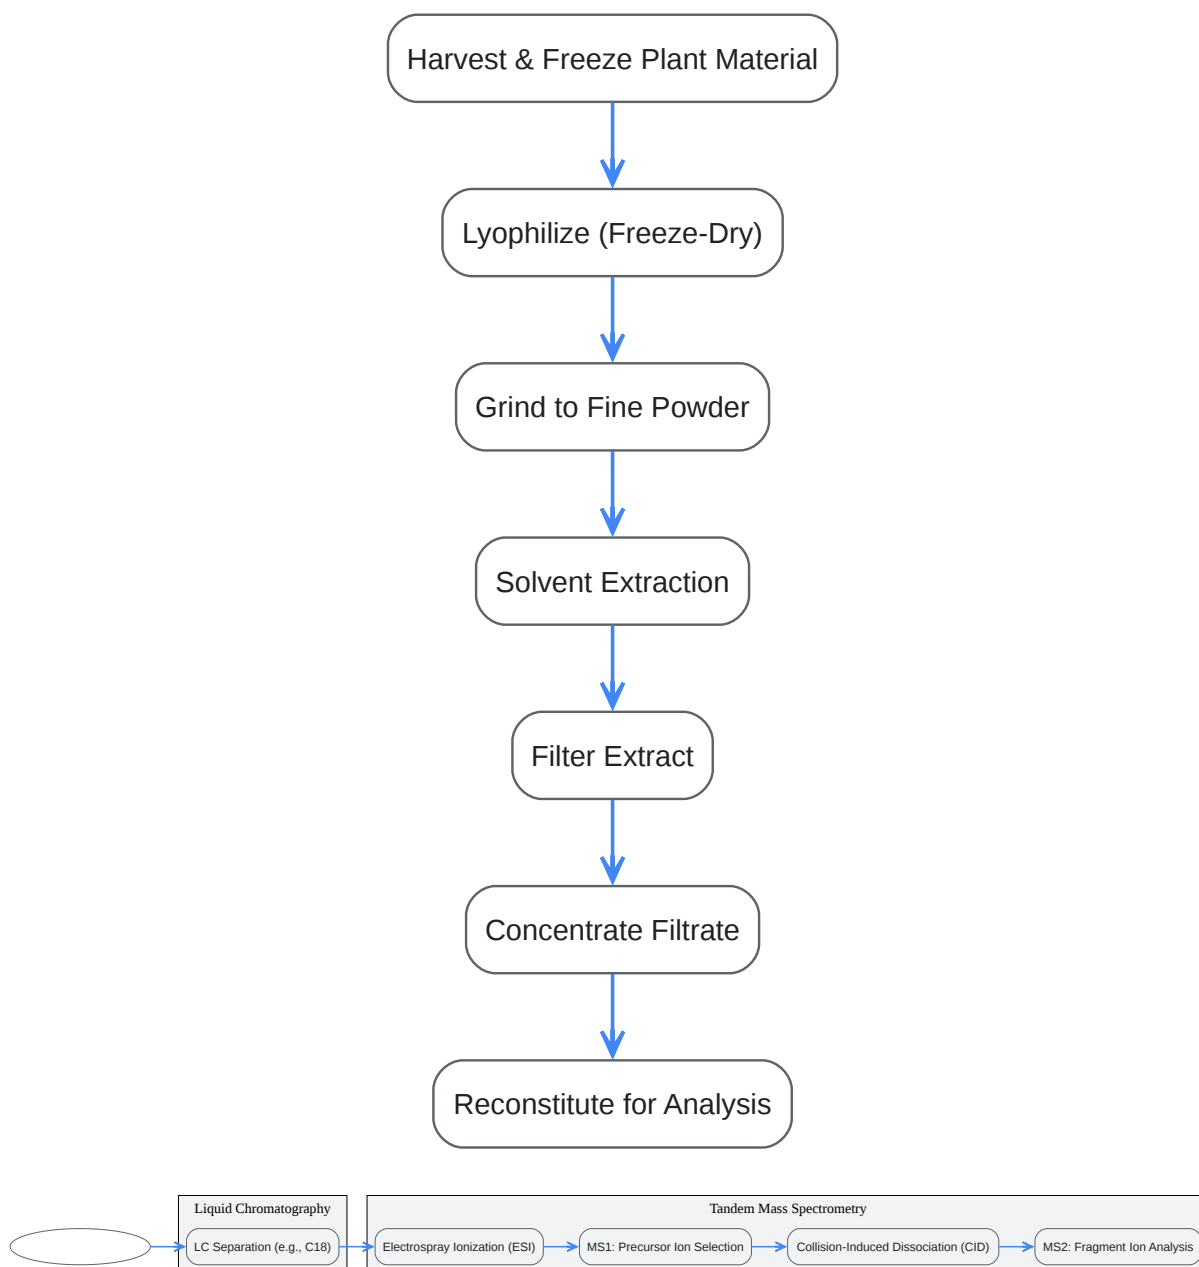 Harvest & Freeze Plant Material
Lyophilize (Freeze-Dry)
Grind to Fine Powder
Solvent Extraction
Filter Extract
Concentrate Filtrate
Reconstitute for Analysis
Liquid Chromatography
Tandem Mass Spectrometry
LC Separation (e.g., C18)
Electrospray Ionization (ESI)
MS1: Precursor Ion Selection
Collision-Induced Dissociation (CID)
MS2: Fragment Ion Analysis